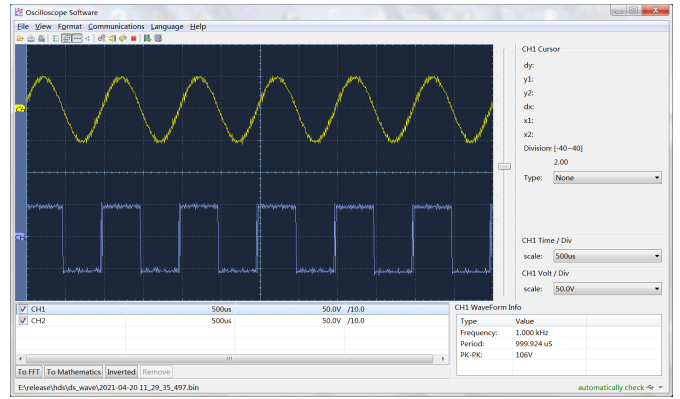 Oscilloscope Software
File View Format Communications Language Help
CH1 Cursor
dy:
y1:
y2:
dx:
x1:
x2:
Division: [-40~40]
2.00
Type: None
C2
CH
CH1 Time / Div
scale: 500us
CH1 Volt / Div
scale: 50.0V
CH1 500us 50.0V /10.0
CH2 500us 50.0V /10.0
CH1 WaveForm Info
Type Value
Frequency: 1.000 kHz
Period: 999.924 uS
PK-PK: 106V
To FFT To Mathematics Inverted Remove
E:\release\hds\ds_wave\2021-04-20 11_29_35_497.bin
automatically check